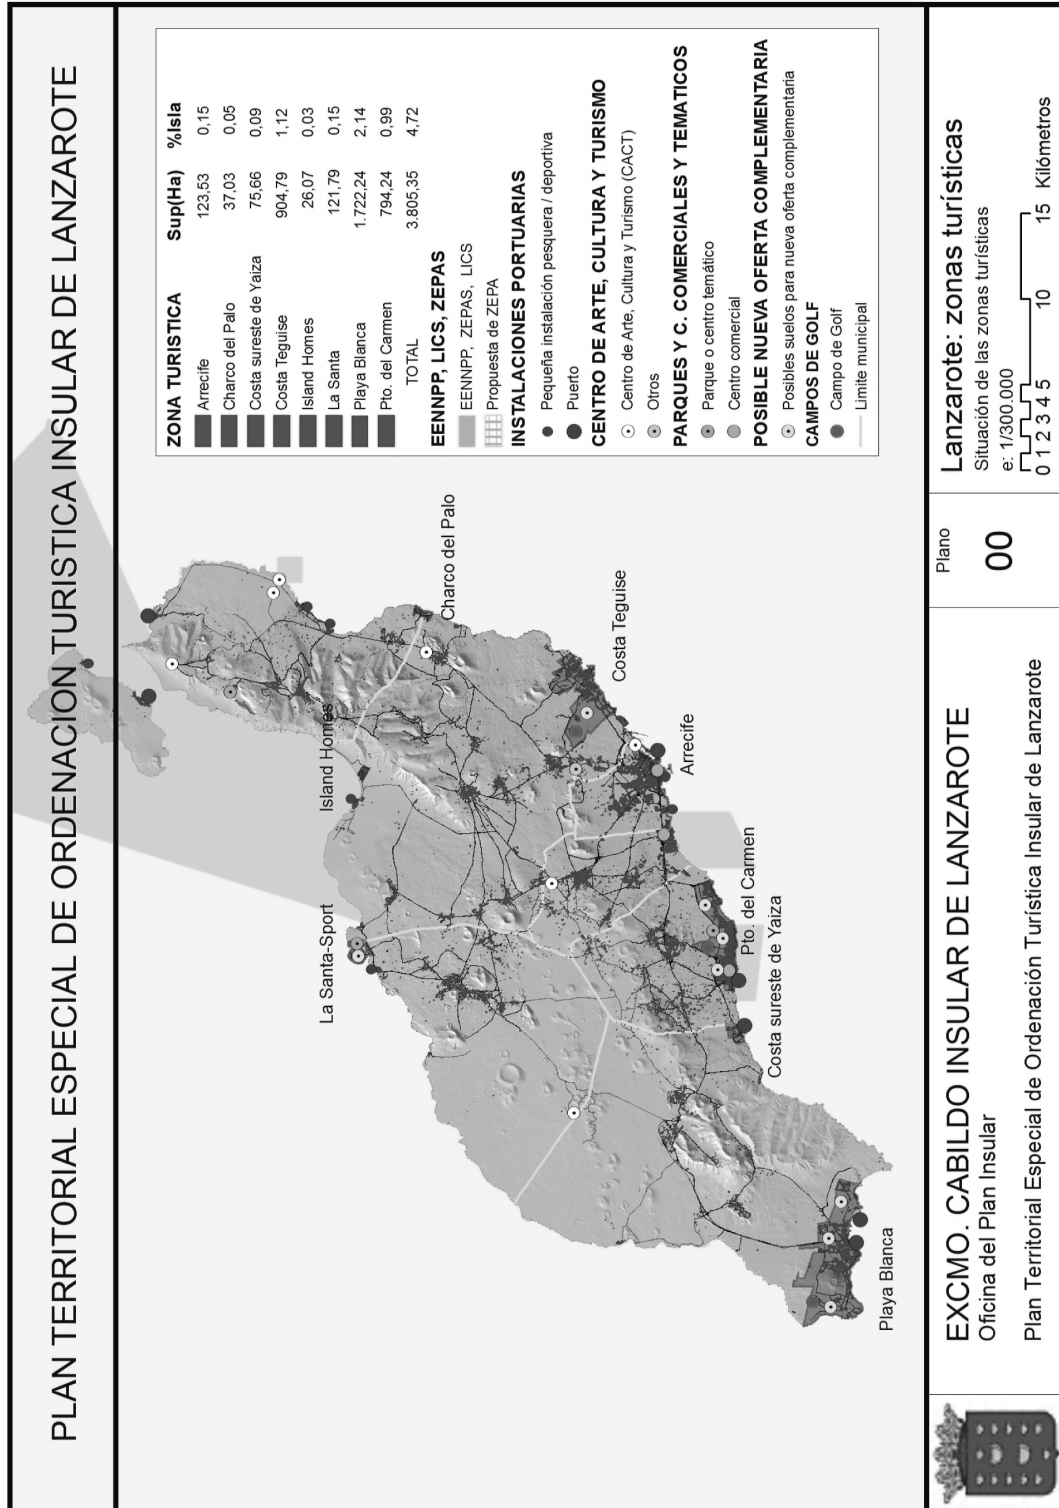 PLAN TERRITORIAL ESPECIAL DE ORDENACION TURISTICA INSULAR DE LANZAROTE
ZONA TURISTICA Sup(Ha) %Isla
Arrecife 123,53 0,15
Charco del Palo 37,03 0,05
Costa sureste de Yaiza 75,66 0,09
Costa Teguise 904,79 1,12
Island Homes 26,07 0,03
La Santa 121,79 0,15
Playa Blanca 1.722,24 2,14
Pto. del Carmen 794,24 0,99
TOTAL 3.805,35 4,72
EENNPP, LICS, ZEPAS
EENNPP, ZEPAS, LICS
Propuesta de ZEPA
INSTALACIONES PORTUARIAS
Pequeña instalación pesquera / deportiva
Puerto
CENTRO DE ARTE, CULTURA Y TURISMO
Centro de Arte, Cultura y Turismo (CACT)
Otros
PARQUES Y C. COMERCIALES Y TEMATICOS
Parque o centro temático
Centro comercial
POSIBLE NUEVA OFERTA COMPLEMENTARIA
Posibles suelos para nueva oferta complementaria
CAMPOS DE GOLF
Campo de Golf
Limite municipal
La Santa-Sport
Island Homes
Charco del Palo
Costa Teguise
Arrecife
Pto. del Carmen
Costa sureste de Yaiza
Playa Blanca
EXCMO. CABILDO INSULAR DE LANZAROTE
Oficina del Plan Insular
Plan Territorial Especial de Ordenación Turística Insular de Lanzarote
Plano
00
Lanzarote: zonas turísticas
Situación de las zonas turísticas
e: 1/300.000
0 1 2 3 4 5 10 15 Kilómetros